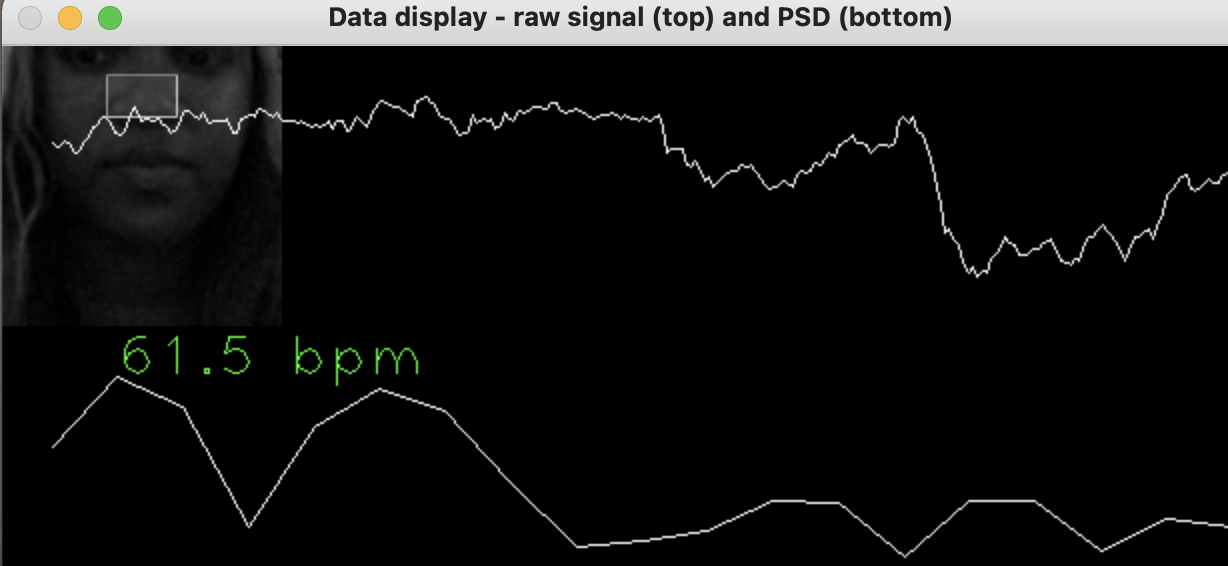 Data display - raw signal (top) and PSD (bottom)
61.5 bpm